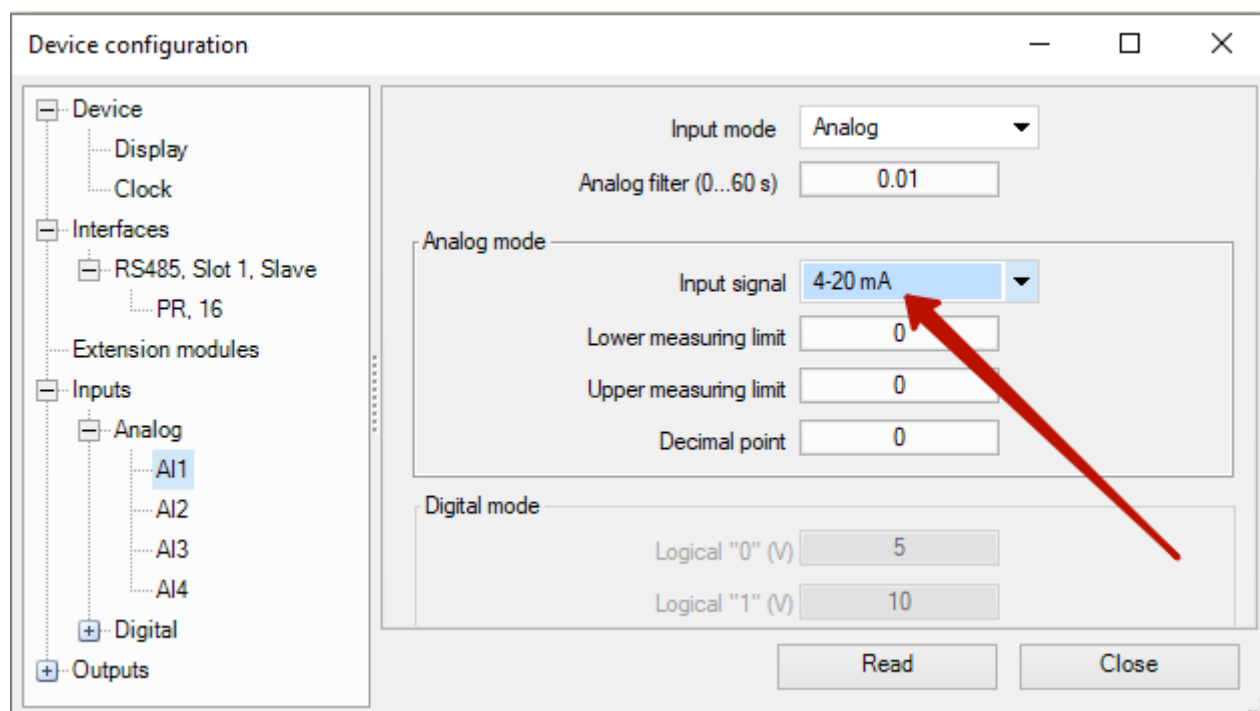 Device configuration
Device
Display
Clock
Interfaces
RS485, Slot 1, Slave
PR, 16
Extension modules
Inputs
Analog
AI1
AI2
AI3
AI4
Digital
Outputs
Input mode Analog
Analog filter (0...60 s) 0.01
Analog mode
Input signal 4-20 mA
Lower measuring limit 0
Upper measuring limit 0
Decimal point 0
Digital mode
Logical "0" (V) 5
Logical "1" (V) 10
Read Close